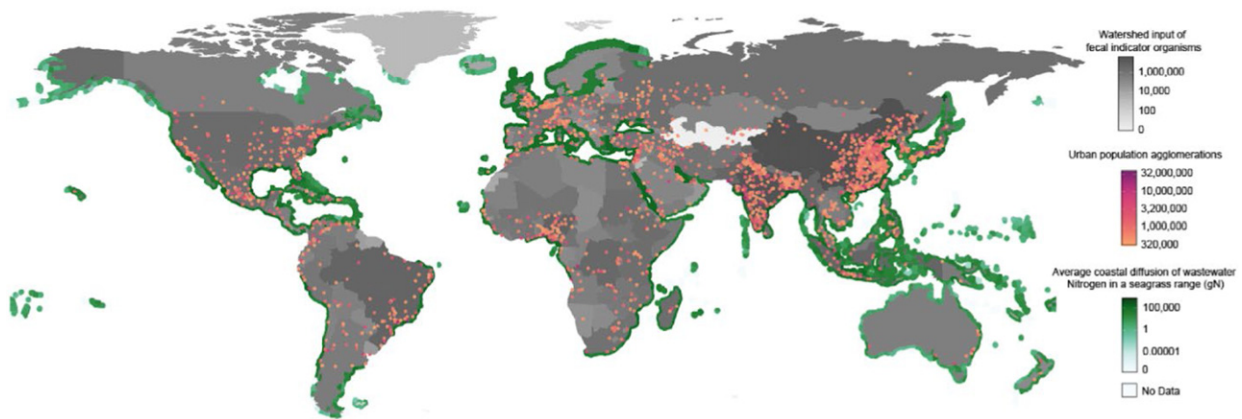 Watershed input of
fecal indicator organisms
1,000,000
10,000
100
0
Urban population agglomerations
32,000,000
10,000,000
3,200,000
1,000,000
320,000
Average coastal diffusion of wastewater
Nitrogen in a seagrass range (gN)
100,000
1
0.00001
0
No Data